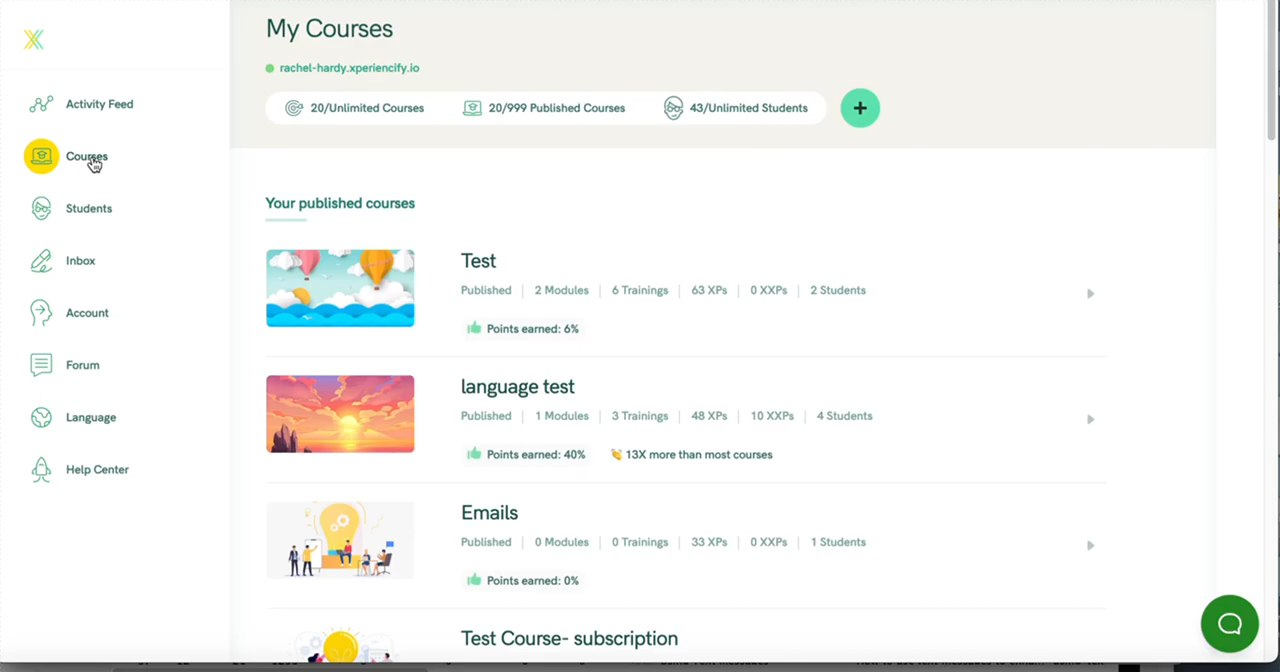 My Courses
rachel-hardy.xperiencify.io
20/Unlimited Courses
20/999 Published Courses
43/Unlimited Students
+
Activity Feed
Courses
Students
Inbox
Account
Forum
Language
Help Center
Your published courses
Test
Published | 2 Modules | 6 Trainings | 63 XPs | 0 XXPs | 2 Students
Points earned: 6%
language test
Published | 1 Modules | 3 Trainings | 48 XPs | 10 XXPs | 4 Students
Points earned: 40% 13X more than most courses
Emails
Published | 0 Modules | 0 Trainings | 33 XPs | 0 XXPs | 1 Students
Points earned: 0%
Test Course- subscription